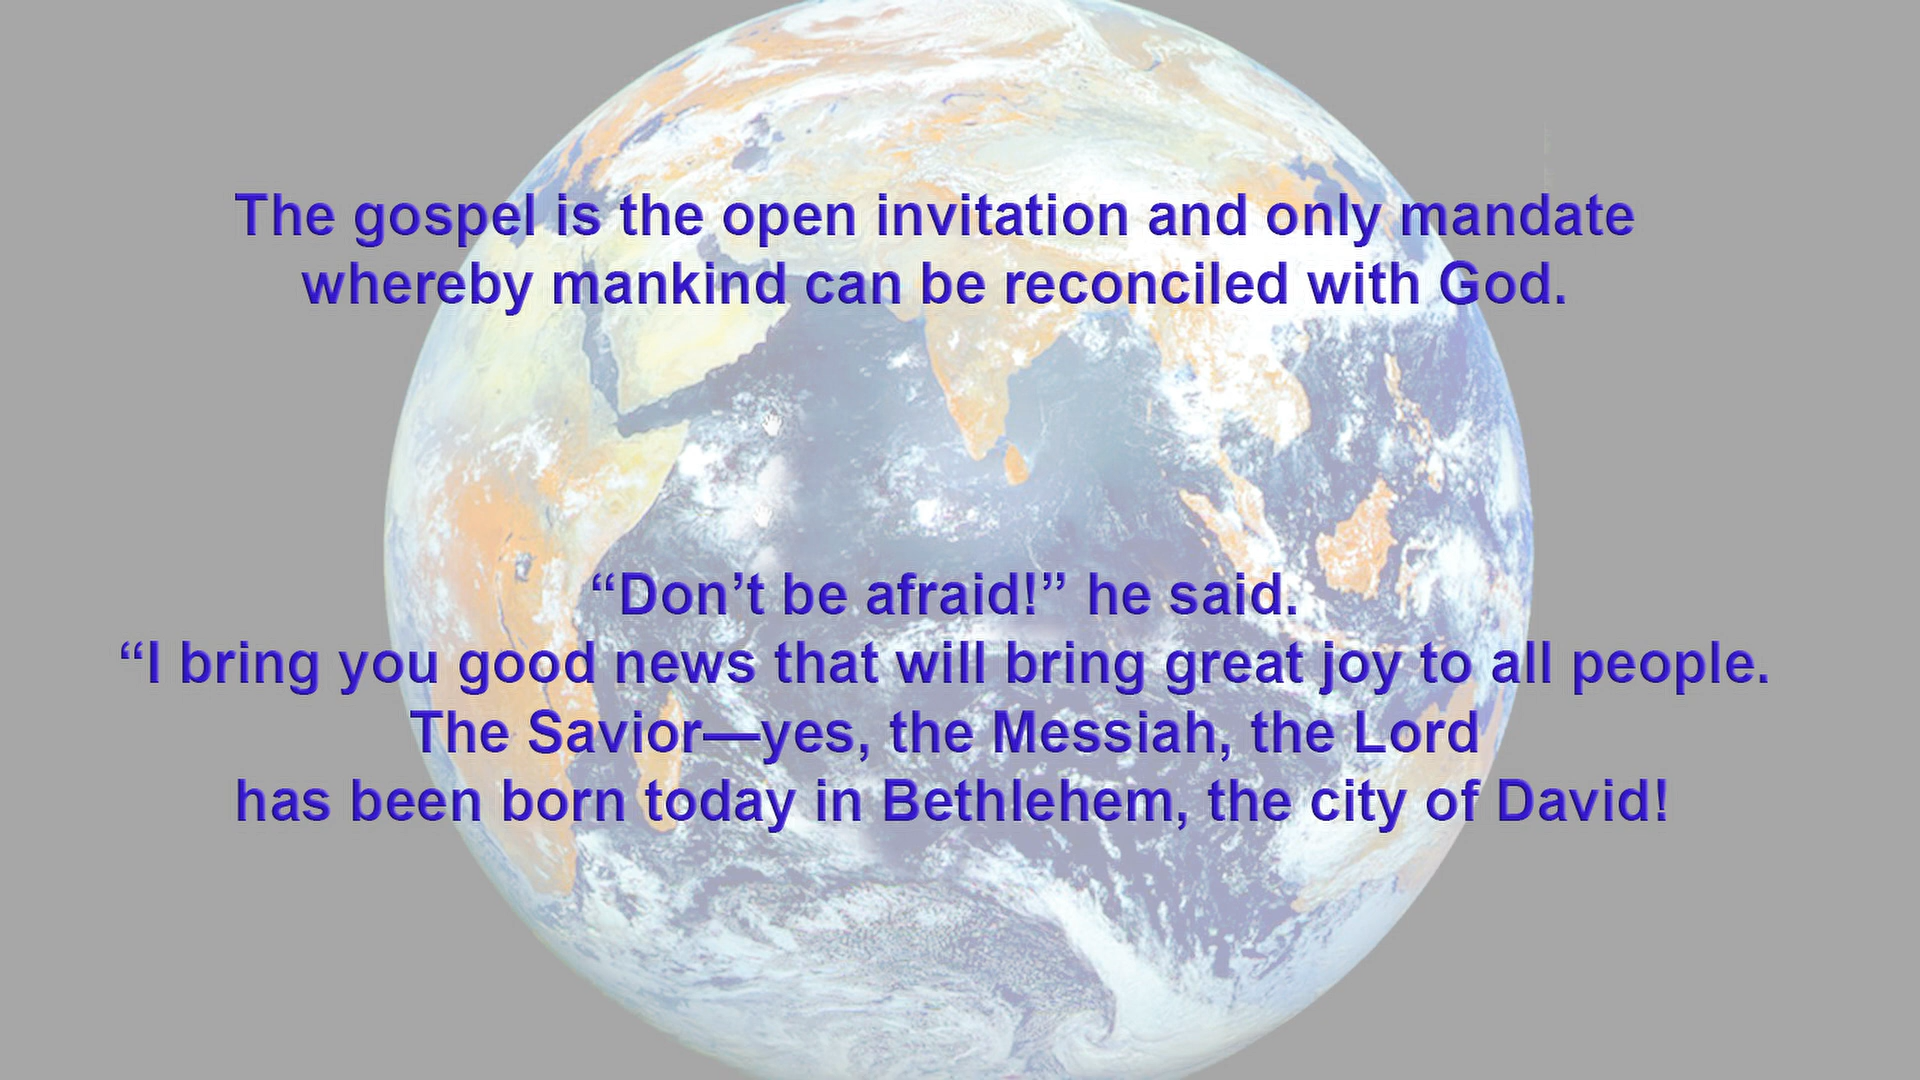 The gospel is the open invitation and only mandate
whereby mankind can be reconciled with God.
“Don’t be afraid!” he said.
“I bring you good news that will bring great joy to all people.
The Savior—yes, the Messiah, the Lord
has been born today in Bethlehem, the city of David!